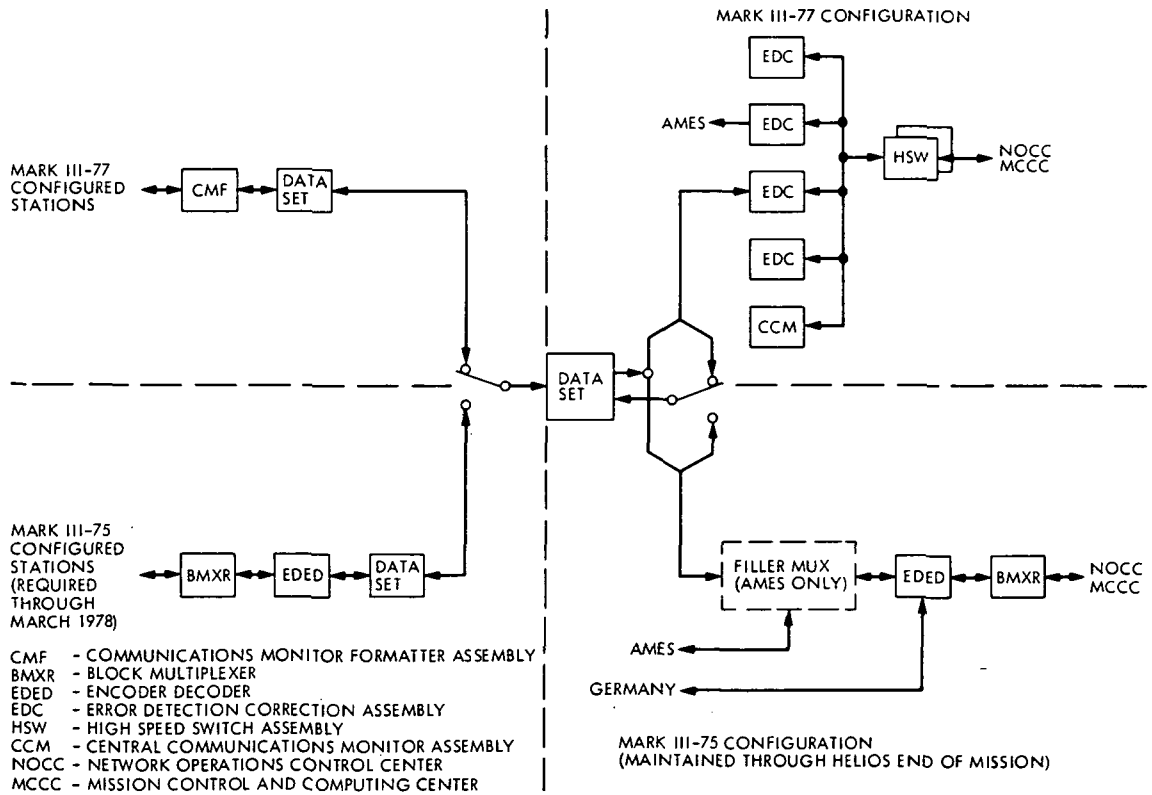 MARK III-77 CONFIGURATION
EDC
AMES
EDC
HSW
NOCC
MCCC
MARK III-77
CONFIGURED
STATIONS
CMF
DATA
SET
EDC
EDC
CCM
DATA
SET
MARK III-75
CONFIGURED
STATIONS
(REQUIRED
THROUGH
MARCH 1978)
BMXR
EDED
DATA
SET
FILLER MUX
(AMES ONLY)
EDED
BMXR
NOCC
MCCC
AMES
GERMANY
CMF - COMMUNICATIONS MONITOR FORMATTER ASSEMBLY
BMXR - BLOCK MULTIPLEXER
EDED - ENCODER DECODER
EDC - ERROR DETECTION CORRECTION ASSEMBLY
HSW - HIGH SPEED SWITCH ASSEMBLY
CCM - CENTRAL COMMUNICATIONS MONITOR ASSEMBLY
NOCC - NETWORK OPERATIONS CONTROL CENTER
MCCC - MISSION CONTROL AND COMPUTING CENTER
MARK III-75 CONFIGURATION
(MAINTAINED THROUGH HELIOS END OF MISSION)